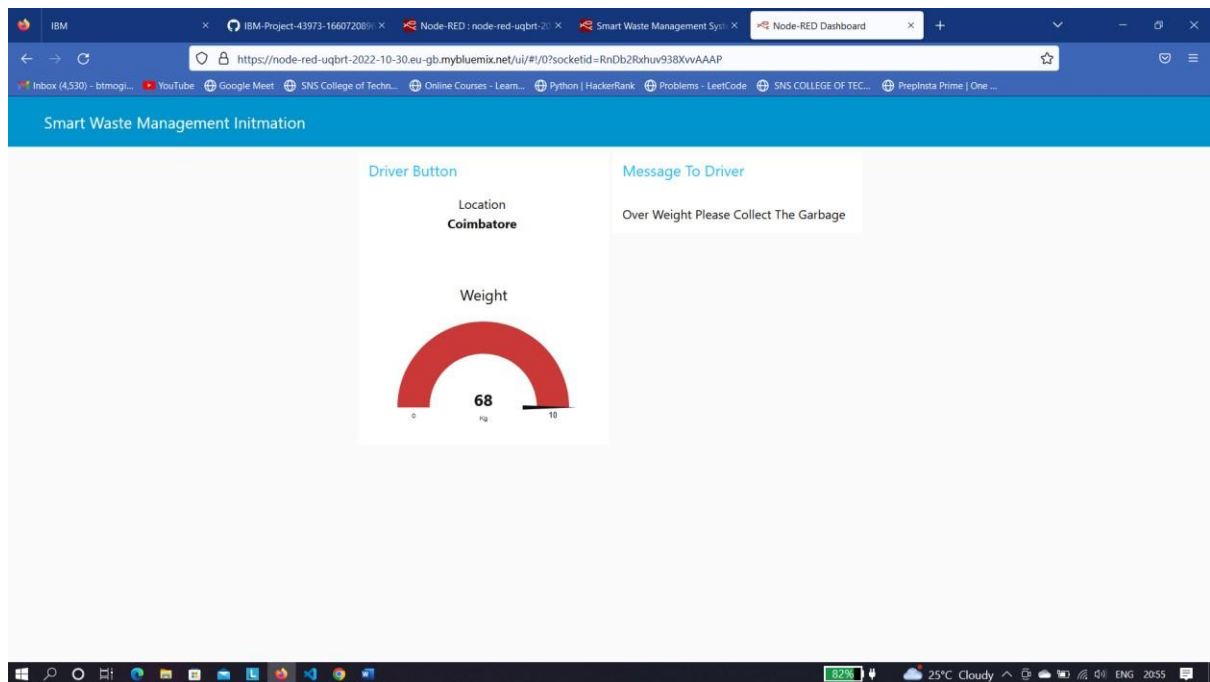 IBM
IBM-Project-43973-1660720896
Node-RED : node-red-uqbrt-20
Smart Waste Management Syst
Node-RED Dashboard
https://node-red-uqbrt-2022-10-30.eu-gb.mybluemix.net/ui/#!/0?socketid=RnDb2Rxhuv938XvvAAAP
Inbox (4,530) - btmogi...
YouTube
Google Meet
SNS College of Techn...
Online Courses - Learn...
Python | HackerRank
Problems - LeetCode
SNS COLLEGE OF TEC...
PrepInsta Prime | One ...
Smart Waste Management Initmation
Driver Button
Location
Coimbatore
Weight
68
Kg
0
10
Message To Driver
Over Weight Please Collect The Garbage
82%
25°C Cloudy
ENG
20:55